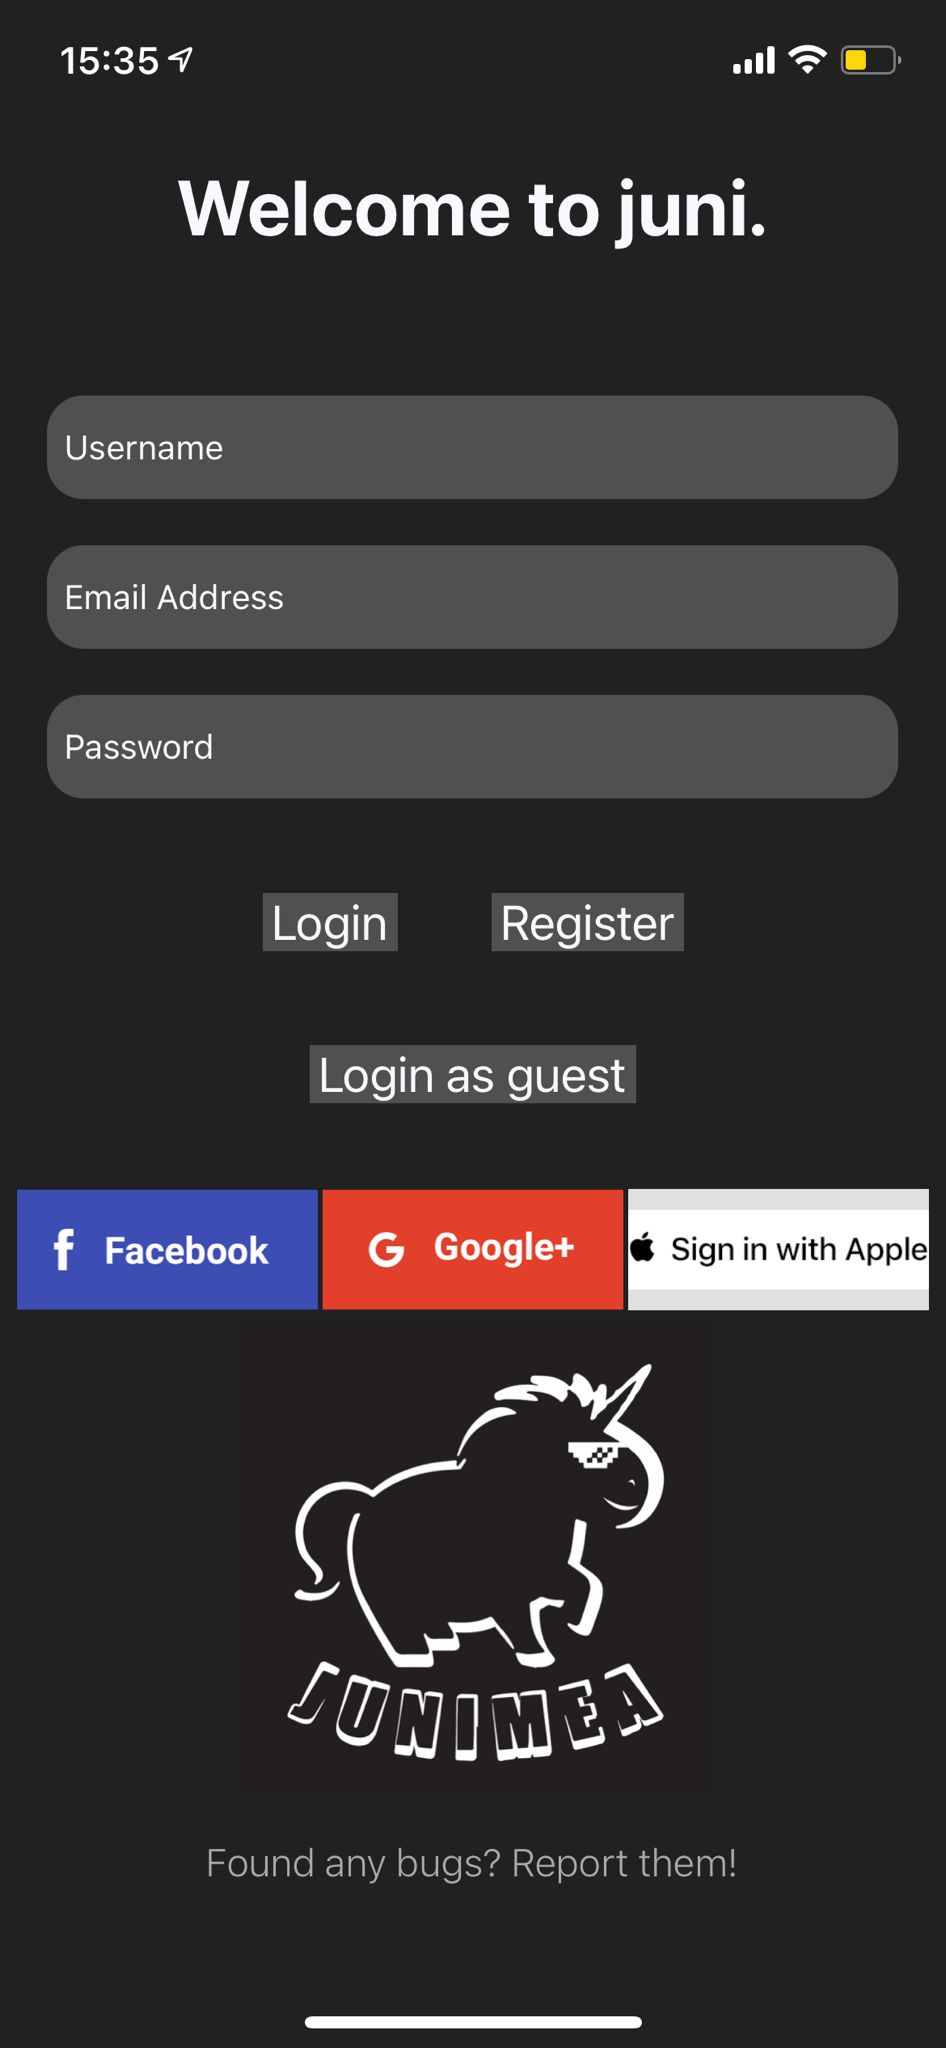 15:35
Welcome to juni.
Username
Email Address
Password
Login Register
Login as guest
Facebook Google+ Sign in with Apple
JUNIMEA
Found any bugs? Report them!